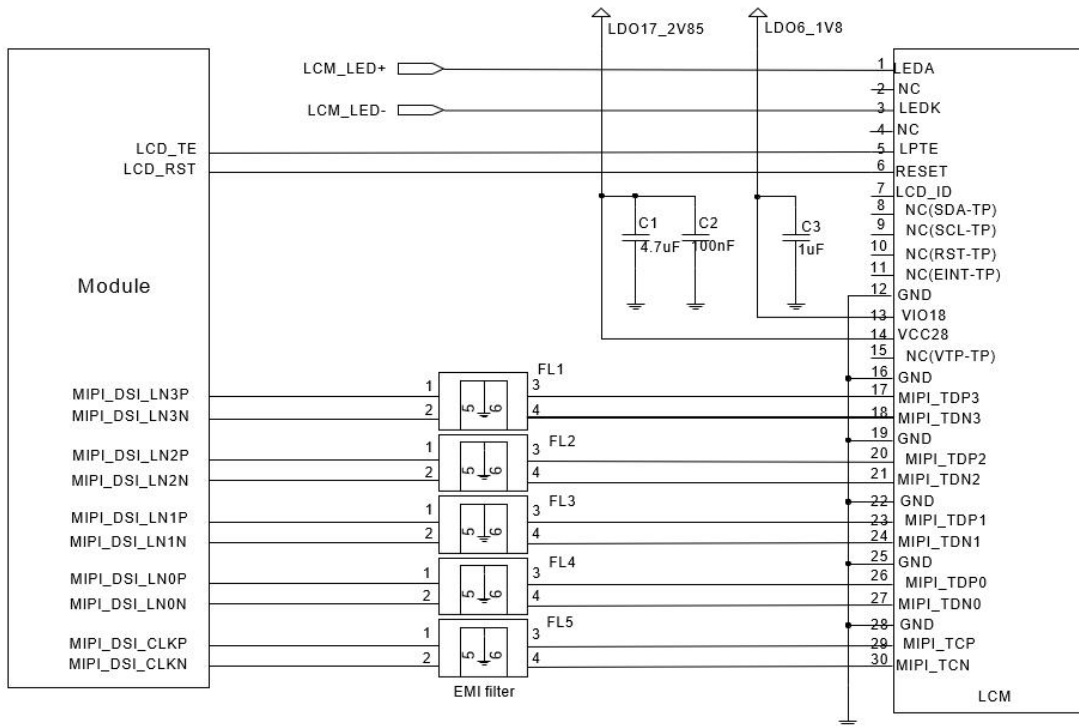 LDO17_2V85
LDO6_1V8
LCM_LED+
1
LEDA
2
NC
LCM_LED-
3
LEDK
4
NC
LCD_TE
5
LPTE
LCD_RST
6
RESET
7
LCD_ID
8
NC(SDA-TP)
9
NC(SCL-TP)
10
NC(RST-TP)
11
NC(EINT-TP)
C1
4.7uF
C2
100nF
C3
1uF
Module
12
GND
13
VIO18
14
VCC28
15
NC(VTP-TP)
16
GND
FL1
MIPI_DSI_LN3P
1
3
17
MIPI_TDP3
MIPI_DSI_LN3N
2
5
6
4
18
MIPI_TDN3
19
GND
FL2
MIPI_DSI_LN2P
1
3
20
MIPI_TDP2
MIPI_DSI_LN2N
2
5
6
4
21
MIPI_TDN2
22
GND
FL3
MIPI_DSI_LN1P
1
3
23
MIPI_TDP1
MIPI_DSI_LN1N
2
5
6
4
24
MIPI_TDN1
25
GND
FL4
MIPI_DSI_LN0P
1
3
26
MIPI_TDP0
MIPI_DSI_LN0N
2
5
6
4
27
MIPI_TDN0
28
GND
FL5
MIPI_DSI_CLKP
1
3
29
MIPI_TCP
MIPI_DSI_CLKN
2
5
6
4
30
MIPI_TCN
EMI filter
LCM